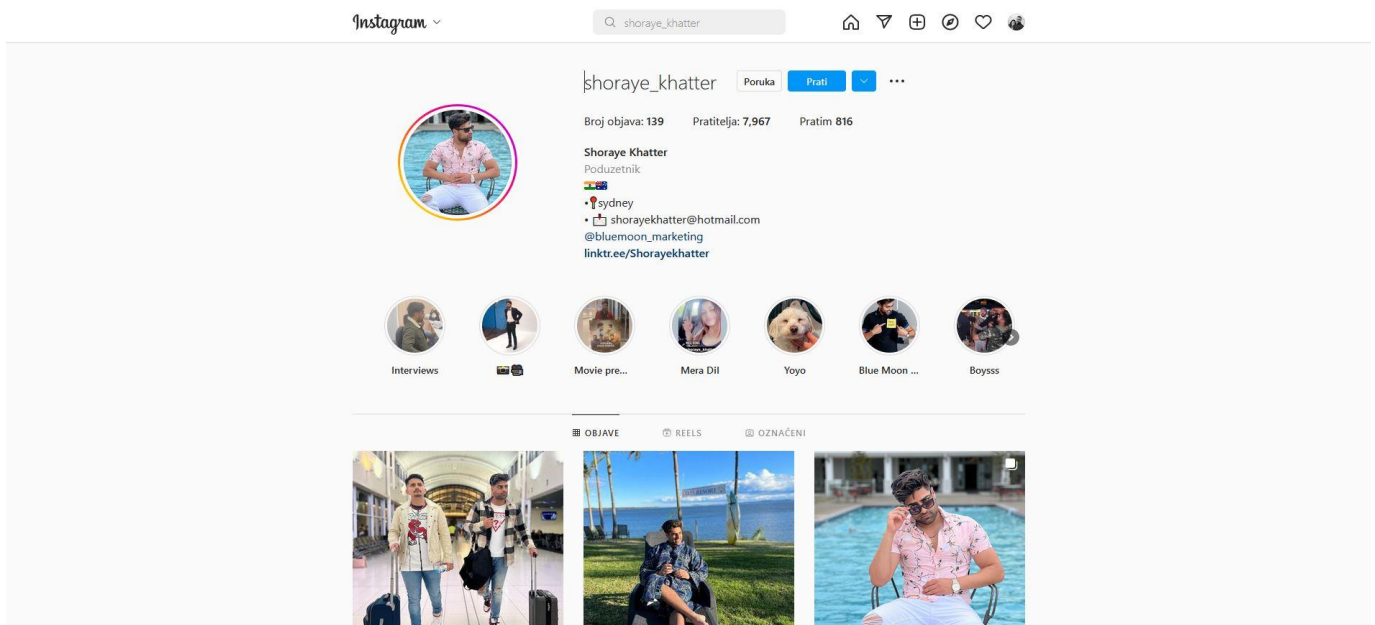 Instagram
shoraye_khatter
shoraye_khatter Poruka Prati
Broj objava: 139 Pratitelja: 7,967 Pratim 816
Shoraye Khatter
Poduzetnik
•📍sydney
• 📩 shorayekhatter@hotmail.com
@bluemoon_marketing
linktr.ee/Shorayekhatter
Interviews Movie pre... Mera Dil Yoyo Blue Moon ... Boysss
OBJAVE REELS OZNAČENI